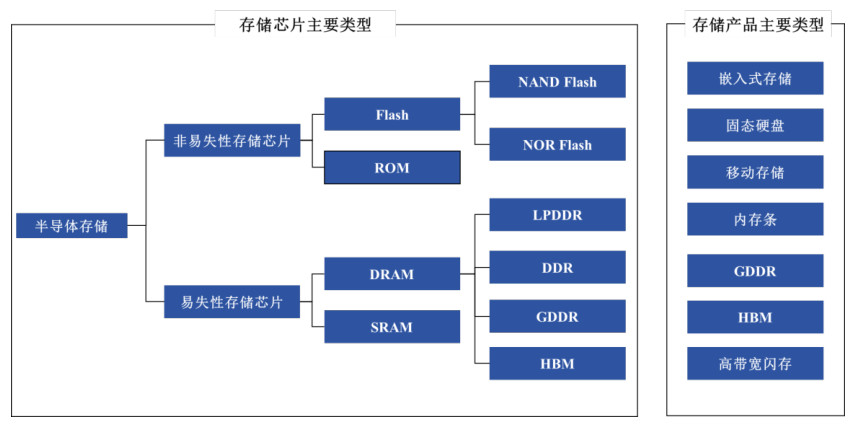 存储芯片主要类型
半导体存储
非易失性存储芯片
易失性存储芯片
Flash
ROM
DRAM
SRAM
NAND Flash
NOR Flash
LPDDR
DDR
GDDR
HBM
存储产品主要类型
嵌入式存储
固态硬盘
移动存储
内存条
GDDR
HBM
高带宽闪存